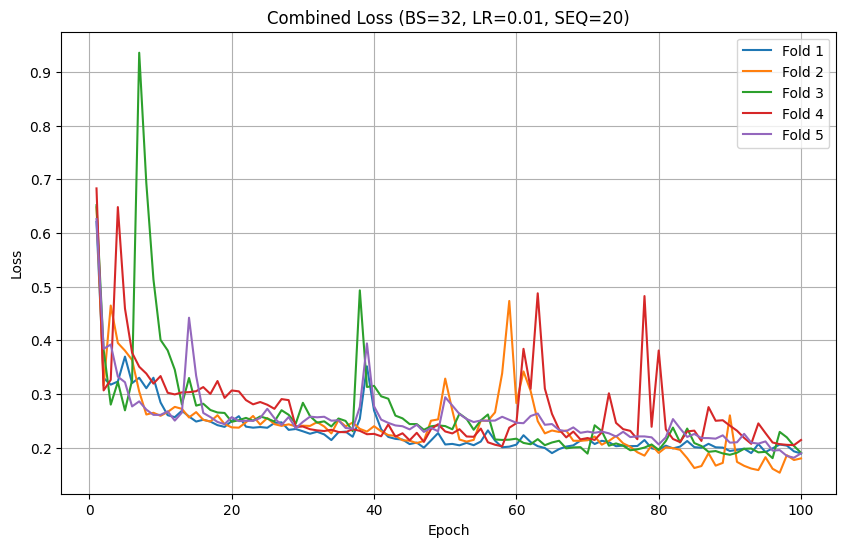 Combined Loss (BS=32, LR=0.01, SEQ=20)
Fold 1
Fold 2
Fold 3
Fold 4
Fold 5
Loss
0.9
0.8
0.7
0.6
0.5
0.4
0.3
0.2
0 20 40 60 80 100
Epoch